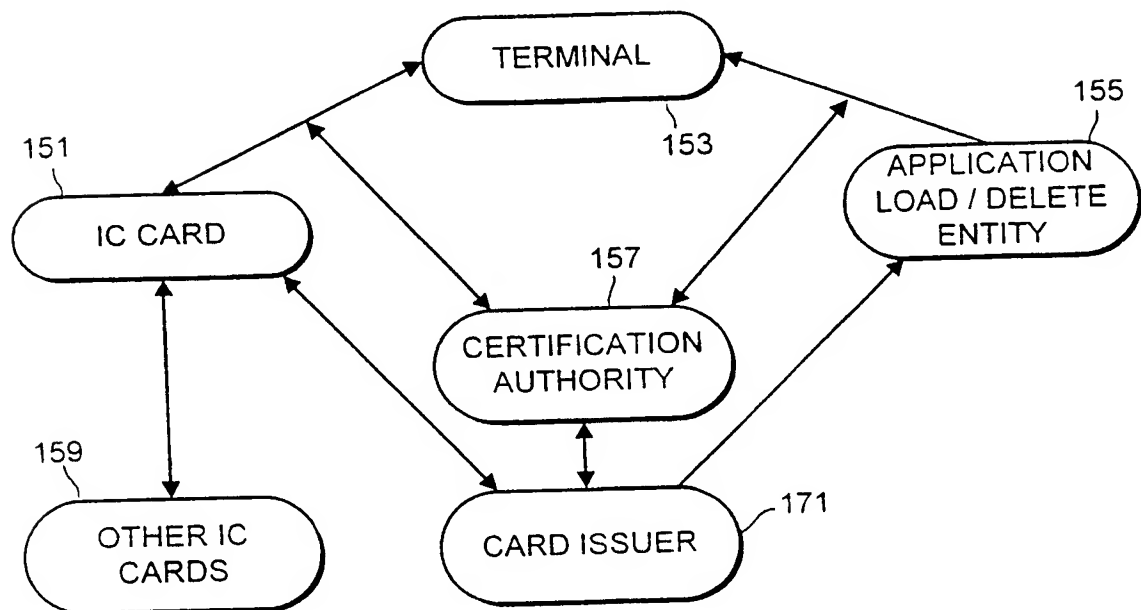 TERMINAL
153
155
APPLICATION
LOAD / DELETE
ENTITY
151
IC CARD
157
CERTIFICATION
AUTHORITY
159
OTHER IC
CARDS
CARD ISSUER
171